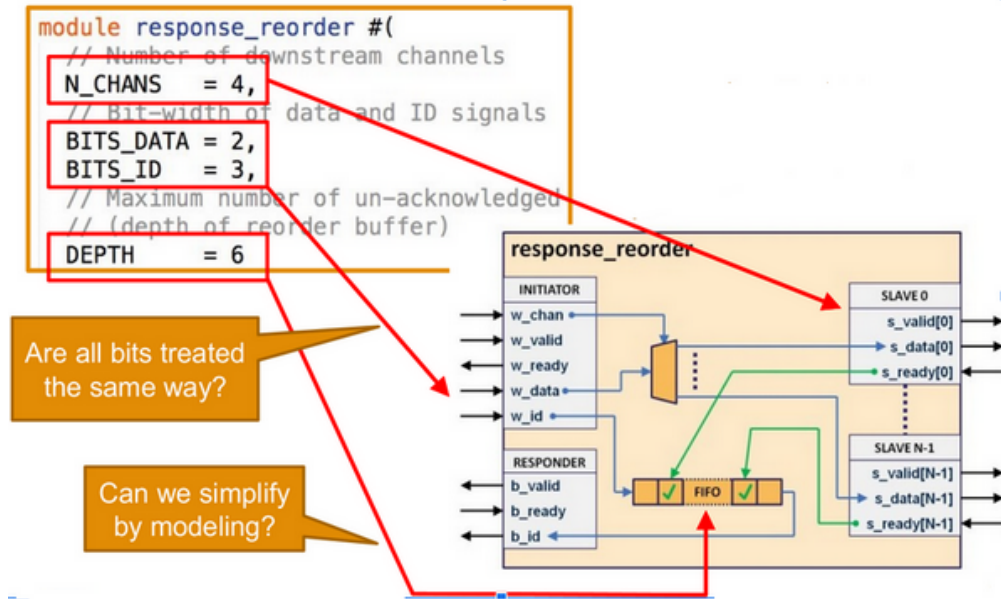 module response_reorder #(
// Number of downstream channels
N_CHANS = 4,
// Bit-width of data and ID signals
BITS_DATA = 2,
BITS_ID = 3,
// Maximum number of un-acknowledged
// (depth of reorder buffer)
DEPTH = 6
Are all bits treated
the same way?
Can we simplify
by modeling?
response_reorder
INITIATOR
w_chan
w_valid
w_ready
w_data
w_id
RESPONDER
b_valid
b_ready
b_id
FIFO
SLAVE 0
s_valid[0]
s_data[0]
s_ready[0]
SLAVE N-1
s_valid[N-1]
s_data[N-1]
s_ready[N-1]